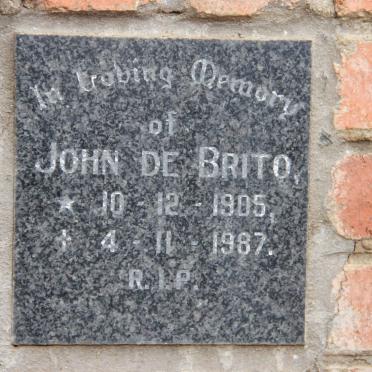 In Loving Memory
of
JOHN DE BRITO,
★ 10 - 12 - 1905,
✝ 4 - 11 - 1987.
R.I.P.